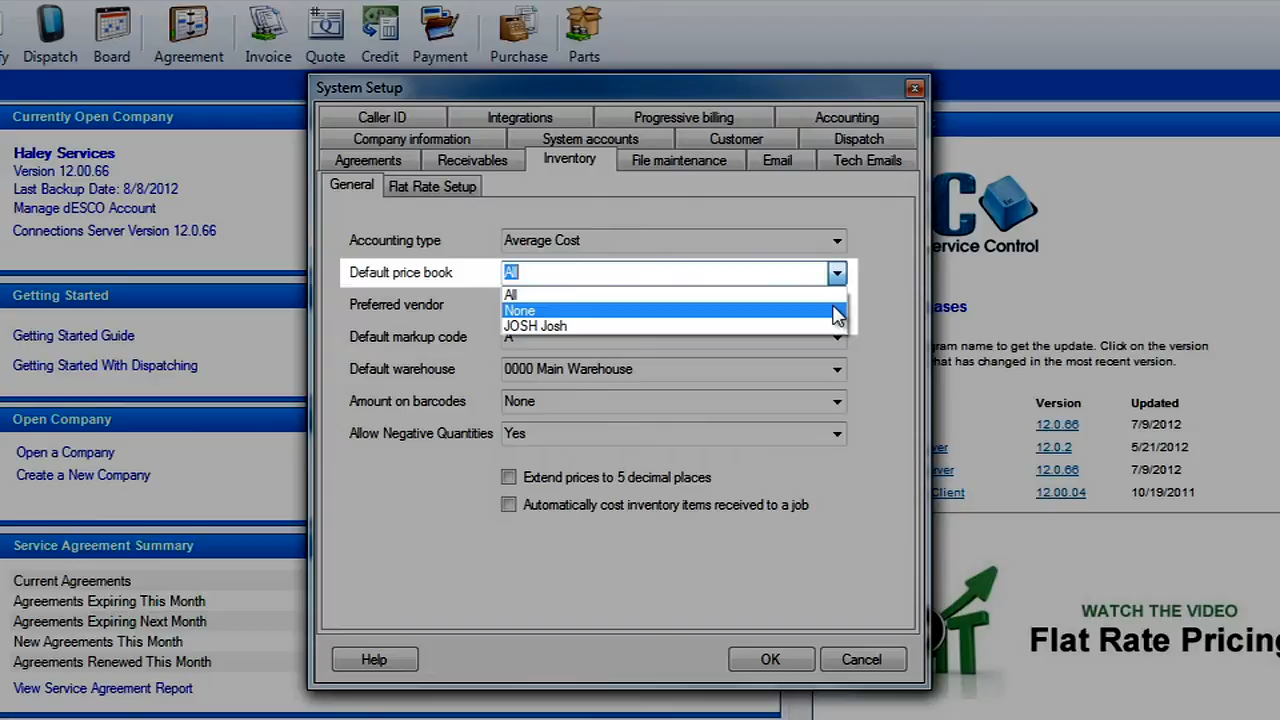 Dispatch Board Agreement Invoice Quote Credit Payment Purchase Parts
Currently Open Company
Haley Services
Version 12.00.66
Last Backup Date: 8/8/2012
Manage dESCO Account
Connections Server Version 12.0.66
Getting Started
Getting Started Guide
Getting Started With Dispatching
Open Company
Open a Company
Create a New Company
Service Agreement Summary
Current Agreements
Agreements Expiring This Month
Agreements Expiring Next Month
New Agreements This Month
Agreements Renewed This Month
View Service Agreement Report
System Setup
Caller ID Integrations Progressive billing Accounting
Company information System accounts Customer Dispatch
Agreements Receivables Inventory File maintenance Email Tech Emails
General Flat Rate Setup
Accounting type Average Cost
Default price book All
All
None
JOSH Josh
Preferred vendor
Default markup code A
Default warehouse 0000 Main Warehouse
Amount on barcodes None
Allow Negative Quantities Yes
Extend prices to 5 decimal places
Automatically cost inventory items received to a job
Help OK Cancel
C
ervice Control
ases
gram name to get the update. Click on the version
that has changed in the most recent version.
Version Updated
12.0.66 7/9/2012
ver 12.0.2 5/21/2012
rver 12.0.66 7/9/2012
Client 12.00.04 10/19/2011
WATCH THE VIDEO
Flat Rate Pricing